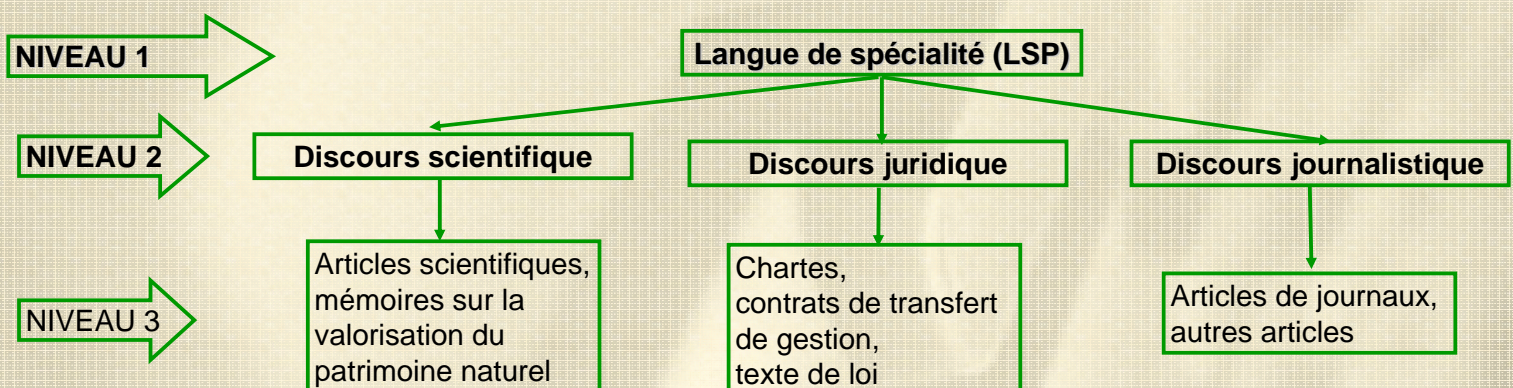 NIVEAU 1
Langue de spécialité (LSP)
NIVEAU 2
Discours scientifique
Discours juridique
Discours journalistique
NIVEAU 3
Articles scientifiques,
mémoires sur la
valorisation du
patrimoine naturel
Chartes,
contrats de transfert
de gestion,
texte de loi
Articles de journaux,
autres articles